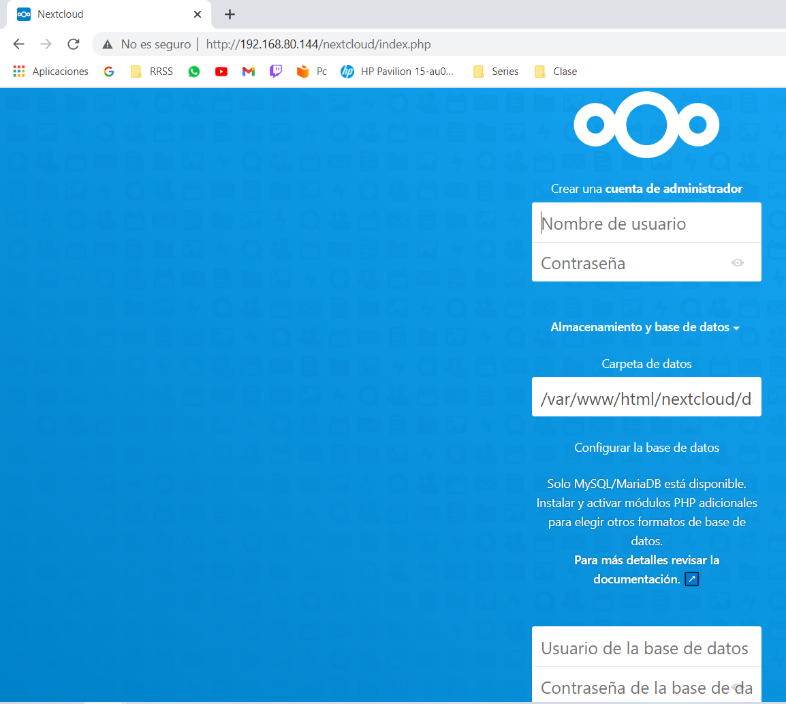 Nextcloud
No es seguro | http://192.168.80.144/nextcloud/index.php
Aplicaciones RRSS Pc HP Pavilion 15-au0... Series Clase
Crear una cuenta de administrador
Nombre de usuario
Contraseña
Almacenamiento y base de datos
Carpeta de datos
/var/www/html/nextcloud/d
Configurar la base de datos
Solo MySQL/MariaDB está disponible.
Instalar y activar módulos PHP adicionales
para elegir otros formatos de base de
datos.
Para más detalles revisar la
documentación.
Usuario de la base de datos
Contraseña de la base de da